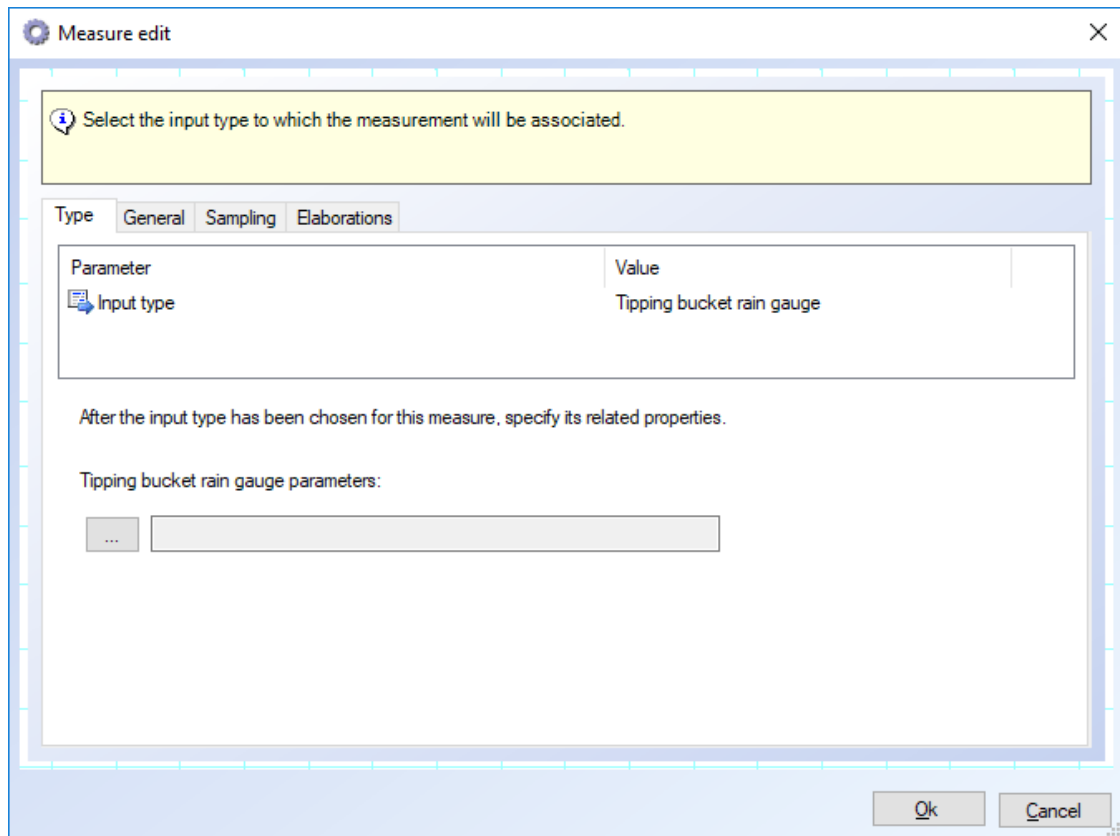 Measure edit
Select the input type to which the measurement will be associated.
Type General Sampling Elaborations
Parameter Value
Input type Tipping bucket rain gauge
After the input type has been chosen for this measure, specify its related properties.
Tipping bucket rain gauge parameters:
...
Ok Cancel